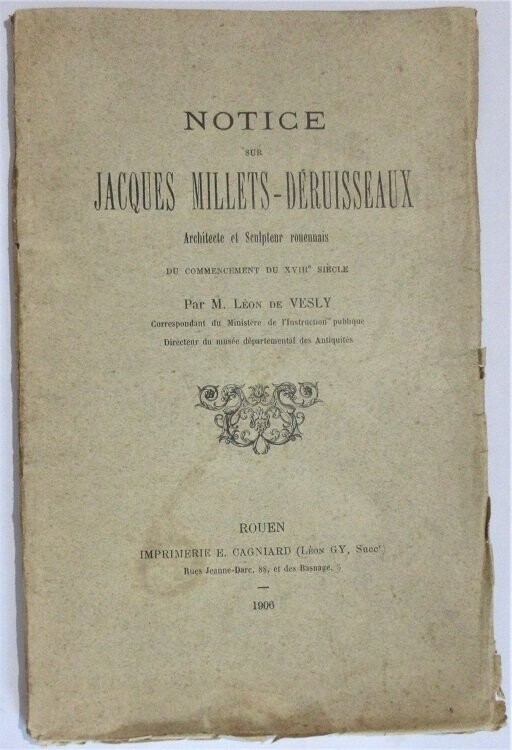 NOTICE
SUR
JACQUES MILLETS-DÉRUISSEAUX
Architecte et Sculpteur rouennais
DU COMMENCEMENT DU XVIIIe SIÈCLE
Par M. LÉON DE VESLY
Correspondant du Ministère de l'Instruction publique
Directeur du musée départemental des Antiquités
ROUEN
IMPRIMERIE E. CAGNIARD (LÉON GY, Succr)
Rues Jeanne-Darc, 88, et des Basnage, 5
1906